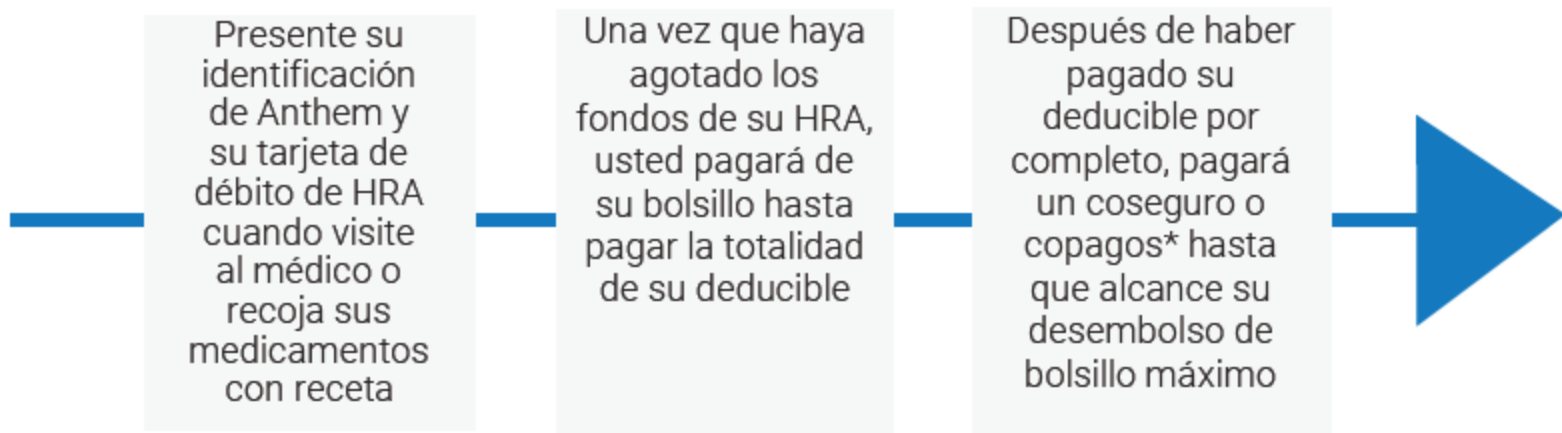 Presente su
identificación
de Anthem y
su tarjeta de
débito de HRA
cuando visite
al médico o
recoja sus
medicamentos
con receta
Una vez que haya
agotado los
fondos de su HRA,
usted pagará de
su bolsillo hasta
pagar la totalidad
de su deducible
Después de haber
pagado su
deducible por
completo, pagará
un coseguro o
copagos* hasta
que alcance su
desembolso de
bolsillo máximo